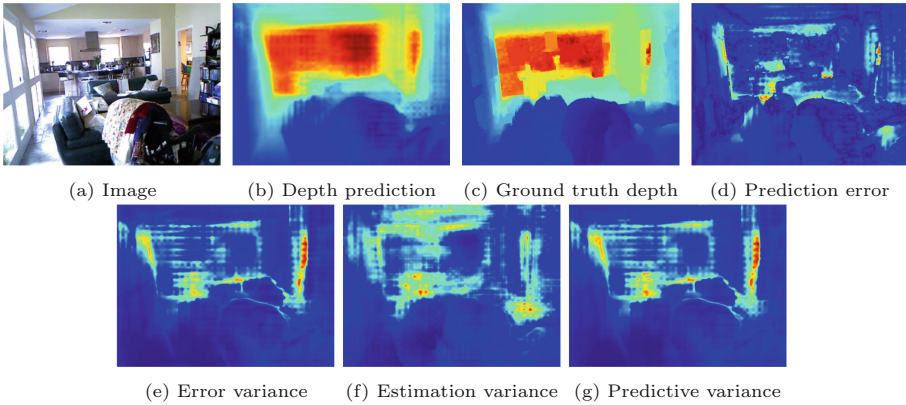 (a) Image
(b) Depth prediction
(c) Ground truth depth
(d) Prediction error
(e) Error variance
(f) Estimation variance
(g) Predictive variance